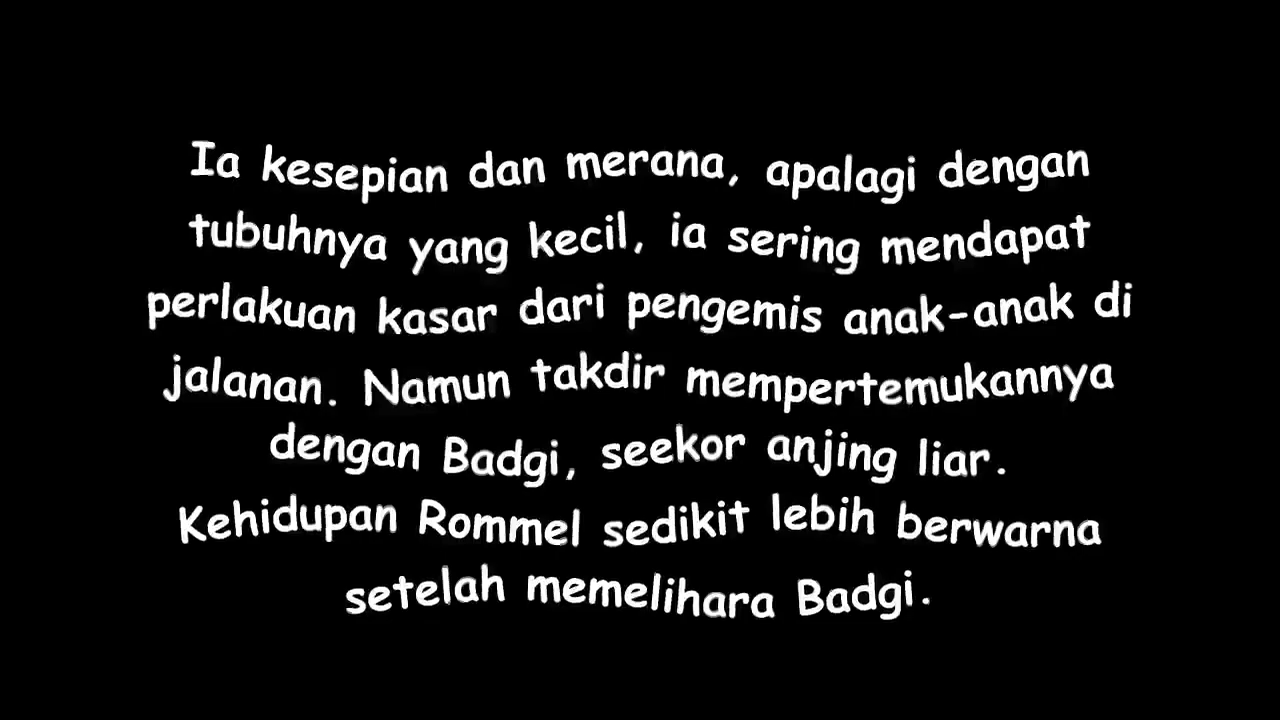 Ia kesepian dan merana, apalagi dengan
tubuhnya yang kecil, ia sering mendapat
perlakuan kasar dari pengemis anak-anak di
jalanan. Namun takdir mempertemukannya
dengan Badgi, seekor anjing liar.
Kehidupan Rommel sedikit lebih berwarna
setelah memelihara Badgi.